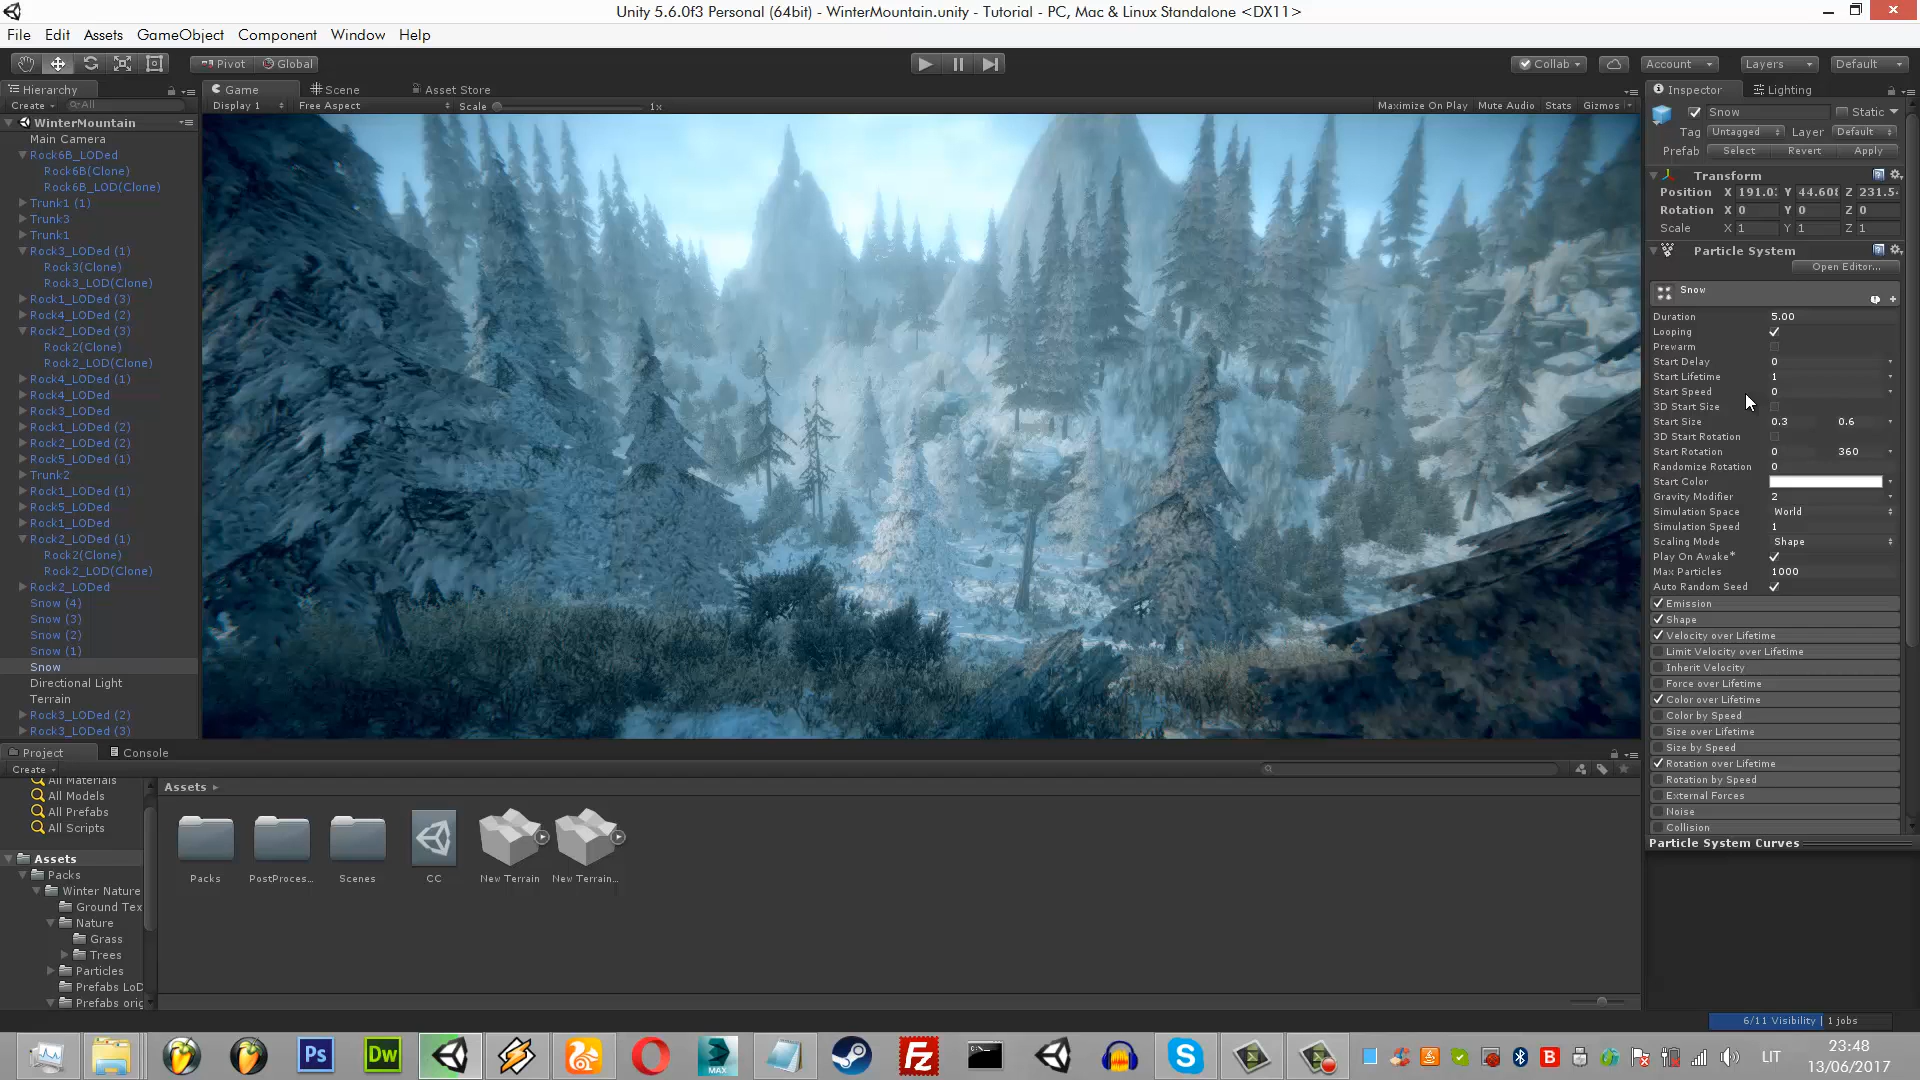 Unity 5.6.0f3 Personal (64bit) - WinterMountain.unity - Tutorial - PC, Mac & Linux Standalone <DX11>
File Edit Assets GameObject Component Window Help
Pivot Global Collab Account Layers Default
Hierarchy
Create All
WinterMountain
Main Camera
Rock6B_LODed
Rock6B(Clone)
Rock6B_LOD(Clone)
Trunk1 (1)
Trunk3
Trunk1
Rock3_LODed (1)
Rock3(Clone)
Rock3_LOD(Clone)
Rock1_LODed (3)
Rock4_LODed (2)
Rock2_LODed (3)
Rock2(Clone)
Rock2_LOD(Clone)
Rock4_LODed (1)
Rock4_LODed
Rock3_LODed
Rock1_LODed (2)
Rock2_LODed (2)
Rock5_LODed (1)
Trunk2
Rock1_LODed (1)
Rock5_LODed
Rock1_LODed
Rock2_LODed (1)
Rock2(Clone)
Rock2_LOD(Clone)
Rock2_LODed
Snow (4)
Snow (3)
Snow (2)
Snow (1)
Snow
Directional Light
Terrain
Rock3_LODed (2)
Rock3_LODed (3)
Game Scene Asset Store
Display 1 Free Aspect Scale 1x Maximize On Play Mute Audio Stats Gizmos
Inspector Lighting
Snow Static
Tag Untagged Layer Default
Prefab Select Revert Apply
Transform
Position X 191.0 Y 44.60 Z 231.5
Rotation X 0 Y 0 Z 0
Scale X 1 Y 1 Z 1
Particle System
Open Editor...
Snow
Duration 5.00
Looping
Prewarm
Start Delay 0
Start Lifetime 1
Start Speed 0
3D Start Size
Start Size 0.3 0.6
3D Start Rotation
Start Rotation 0 360
Randomize Rotation 0
Start Color
Gravity Modifier 2
Simulation Space World
Simulation Speed 1
Scaling Mode Shape
Play On Awake*
Max Particles 1000
Auto Random Seed
Emission
Shape
Velocity over Lifetime
Limit Velocity over Lifetime
Inherit Velocity
Force over Lifetime
Color over Lifetime
Color by Speed
Size over Lifetime
Size by Speed
Rotation over Lifetime
Rotation by Speed
External Forces
Noise
Collision
Particle System Curves
Project Console
Create
All Materials
All Models
All Prefabs
All Scripts
Assets
Packs
Winter Nature
Ground Tex
Nature
Grass
Trees
Particles
Prefabs LoD
Prefabs orig
Assets
Packs PostProces... Scenes CC New Terrain New Terrain...
6/11 Visibility | 1 jobs
Ps Dw MAX Fz S B LIT
23:48
13/06/2017